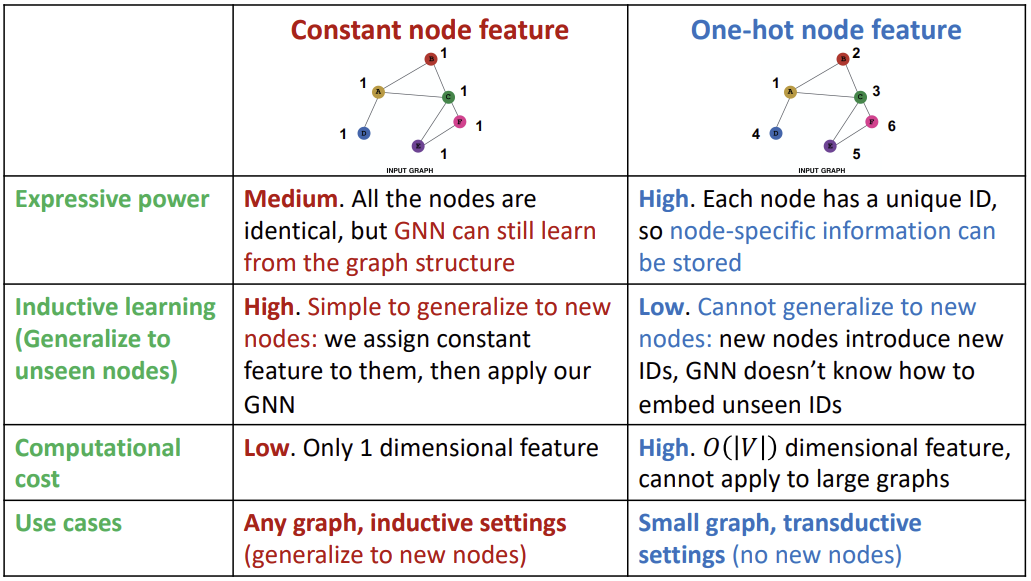 Constant node feature
One-hot node feature
1
B
1
A
1
C
1
F
1
D
E
1
INPUT GRAPH
2
B
1
A
3
C
6
F
4
D
E
5
INPUT GRAPH
Expressive power
Medium. All the nodes are
identical, but GNN can still learn
from the graph structure
High. Each node has a unique ID,
so node-specific information can
be stored
Inductive learning
(Generalize to
unseen nodes)
High. Simple to generalize to new
nodes: we assign constant
feature to them, then apply our
GNN
Low. Cannot generalize to new
nodes: new nodes introduce new
IDs, GNN doesn’t know how to
embed unseen IDs
Computational
cost
Low. Only 1 dimensional feature
High. O(|V|) dimensional feature,
cannot apply to large graphs
Use cases
Any graph, inductive settings
(generalize to new nodes)
Small graph, transductive
settings (no new nodes)